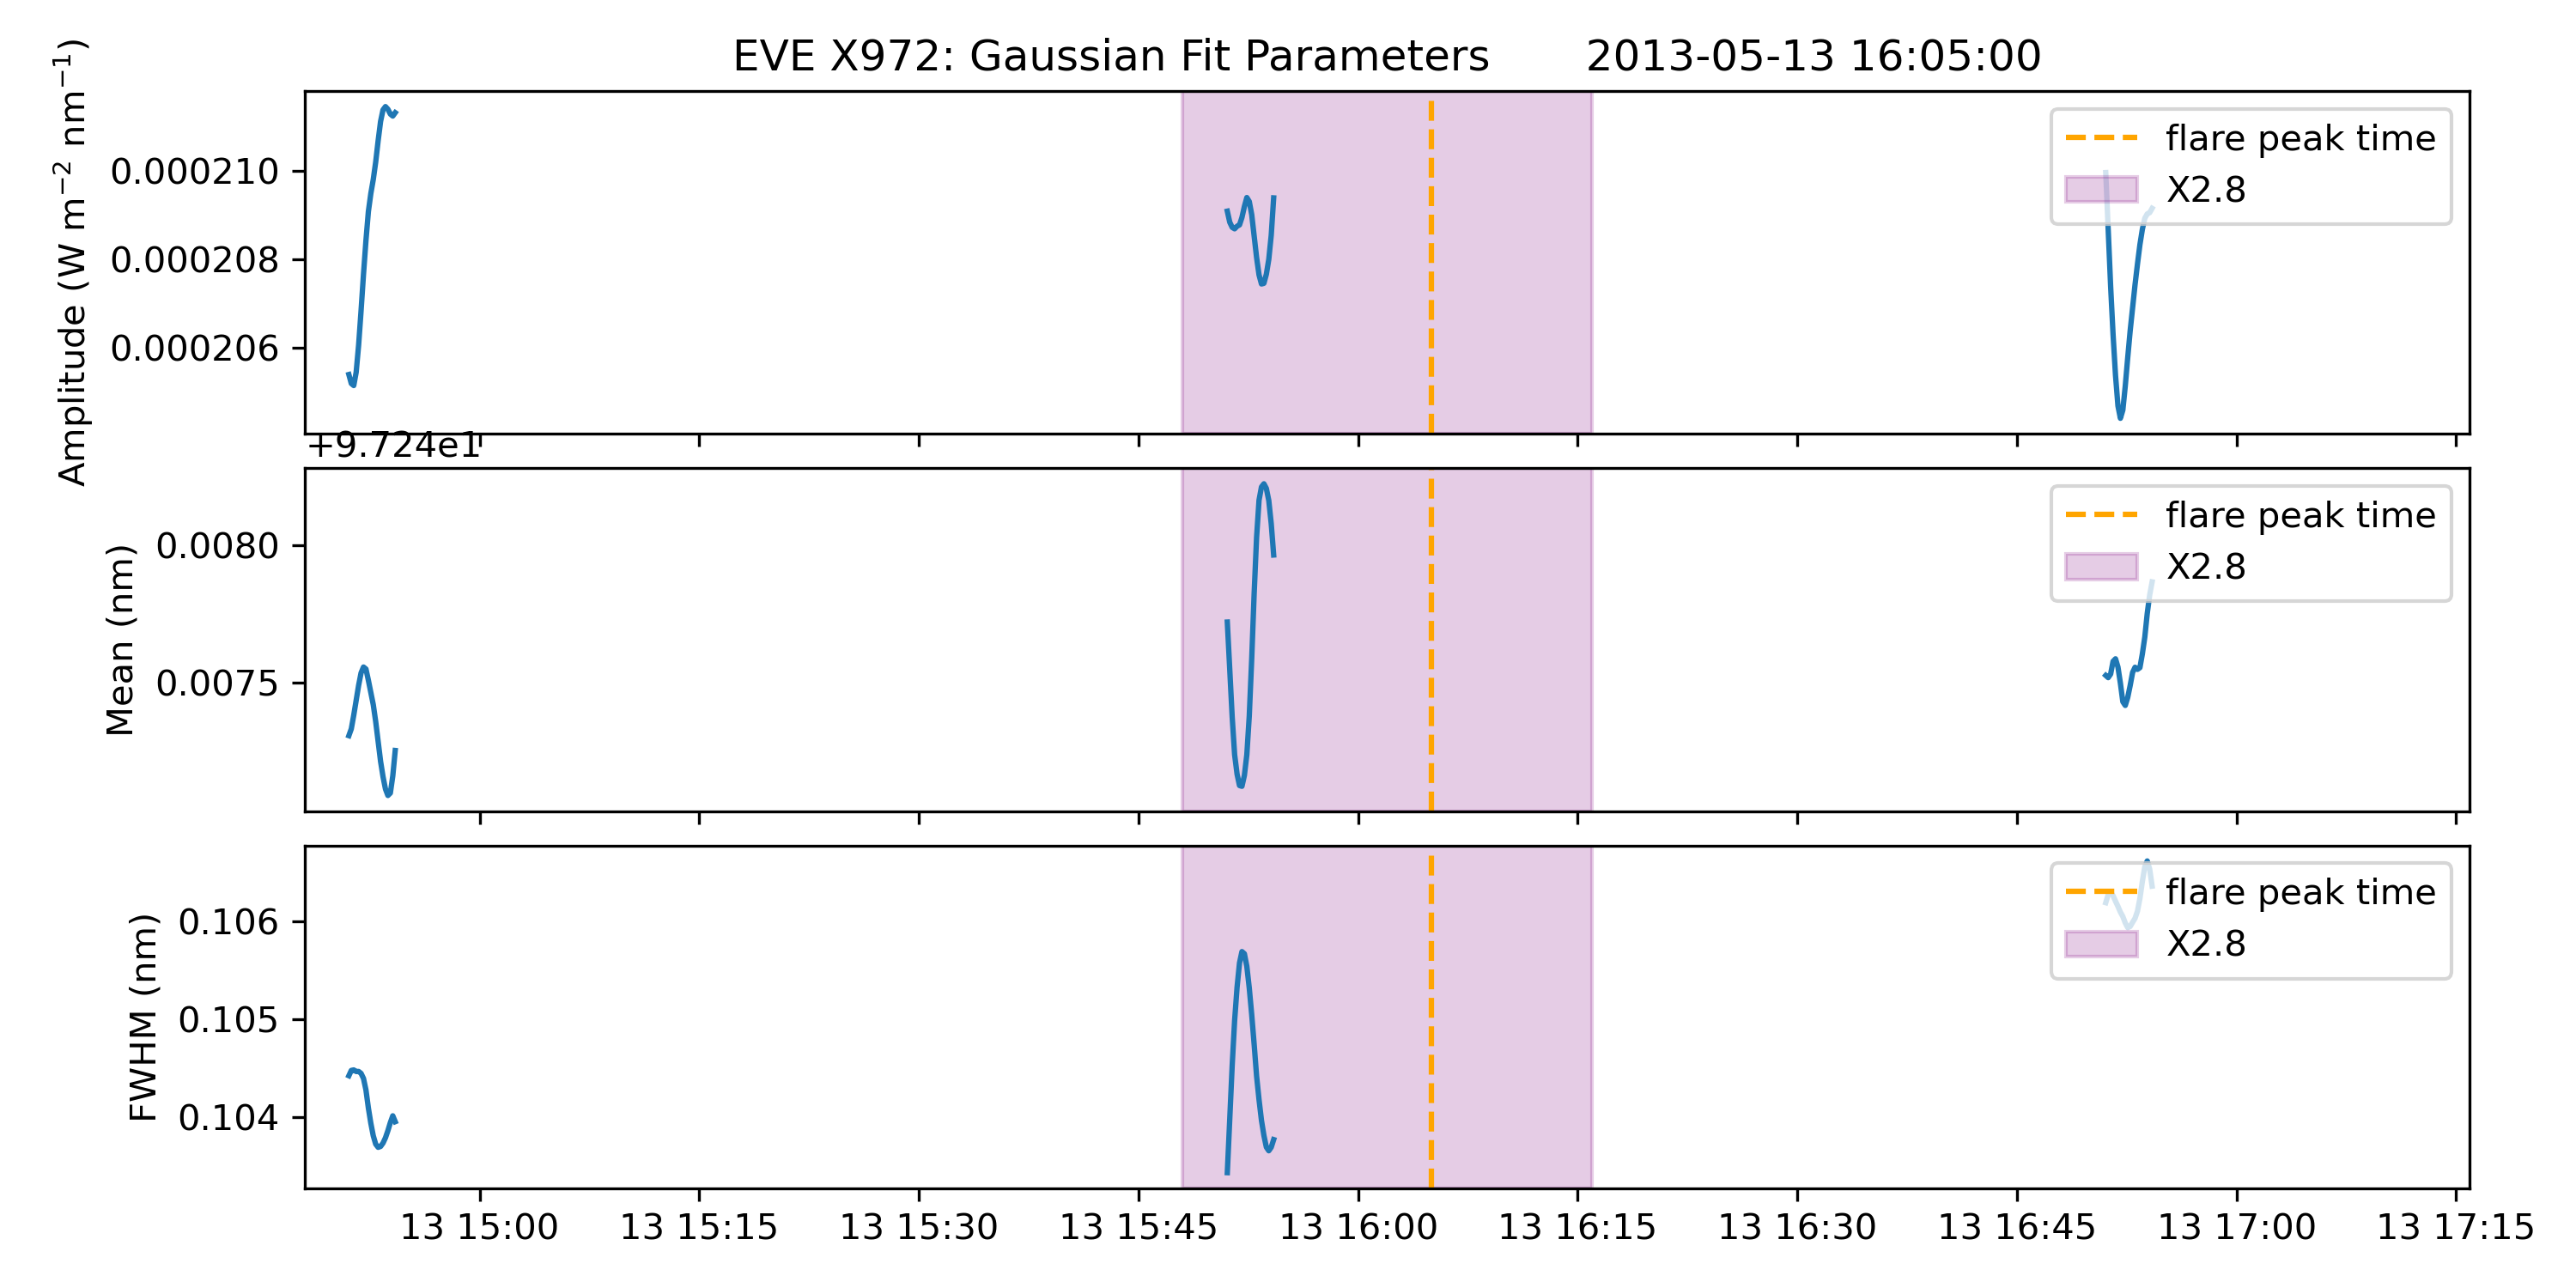 EVE X972: Gaussian Fit Parameters 2013-05-13 16:05:00
Amplitude (W m⁻² nm⁻¹)
0.000210
0.000208
0.000206
flare peak time
X2.8
+9.724e1
Mean (nm)
0.0080
0.0075
flare peak time
X2.8
FWHM (nm)
0.106
0.105
0.104
flare peak time
X2.8
13 15:00 13 15:15 13 15:30 13 15:45 13 16:00 13 16:15 13 16:30 13 16:45 13 17:00 13 17:15